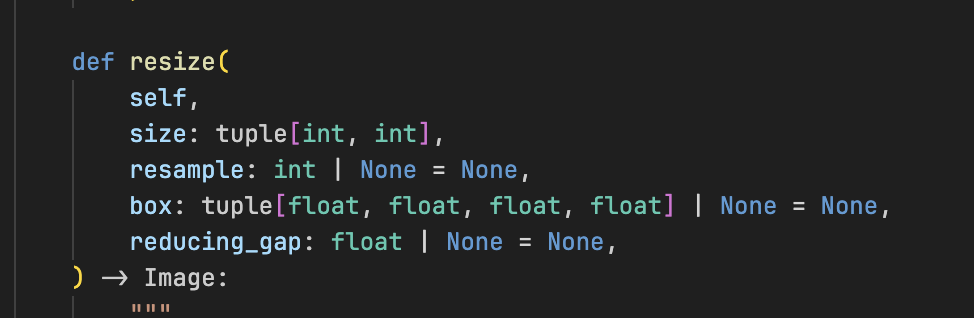 def resize(
    self,
    size: tuple[int, int],
    resample: int | None = None,
    box: tuple[float, float, float, float] | None = None,
    reducing_gap: float | None = None,
) -> Image:
    """